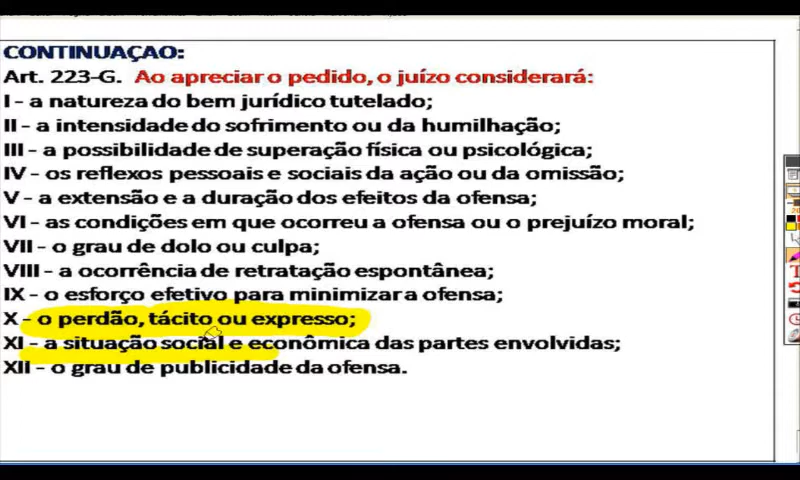 CONTINUAÇAO:
Art. 223-G. Ao apreciar o pedido, o juízo considerará:
I - a natureza do bem jurídico tutelado;
II - a intensidade do sofrimento ou da humilhação;
III - a possibilidade de superação física ou psicológica;
IV - os reflexos pessoais e sociais da ação ou da omissão;
V - a extensão e a duração dos efeitos da ofensa;
VI - as condições em que ocorreu a ofensa ou o prejuízo moral;
VII - o grau de dolo ou culpa;
VIII - a ocorrência de retratação espontânea;
IX - o esforço efetivo para minimizar a ofensa;
X - o perdão, tácito ou expresso;
XI - a situação social e econômica das partes envolvidas;
XII - o grau de publicidade da ofensa.